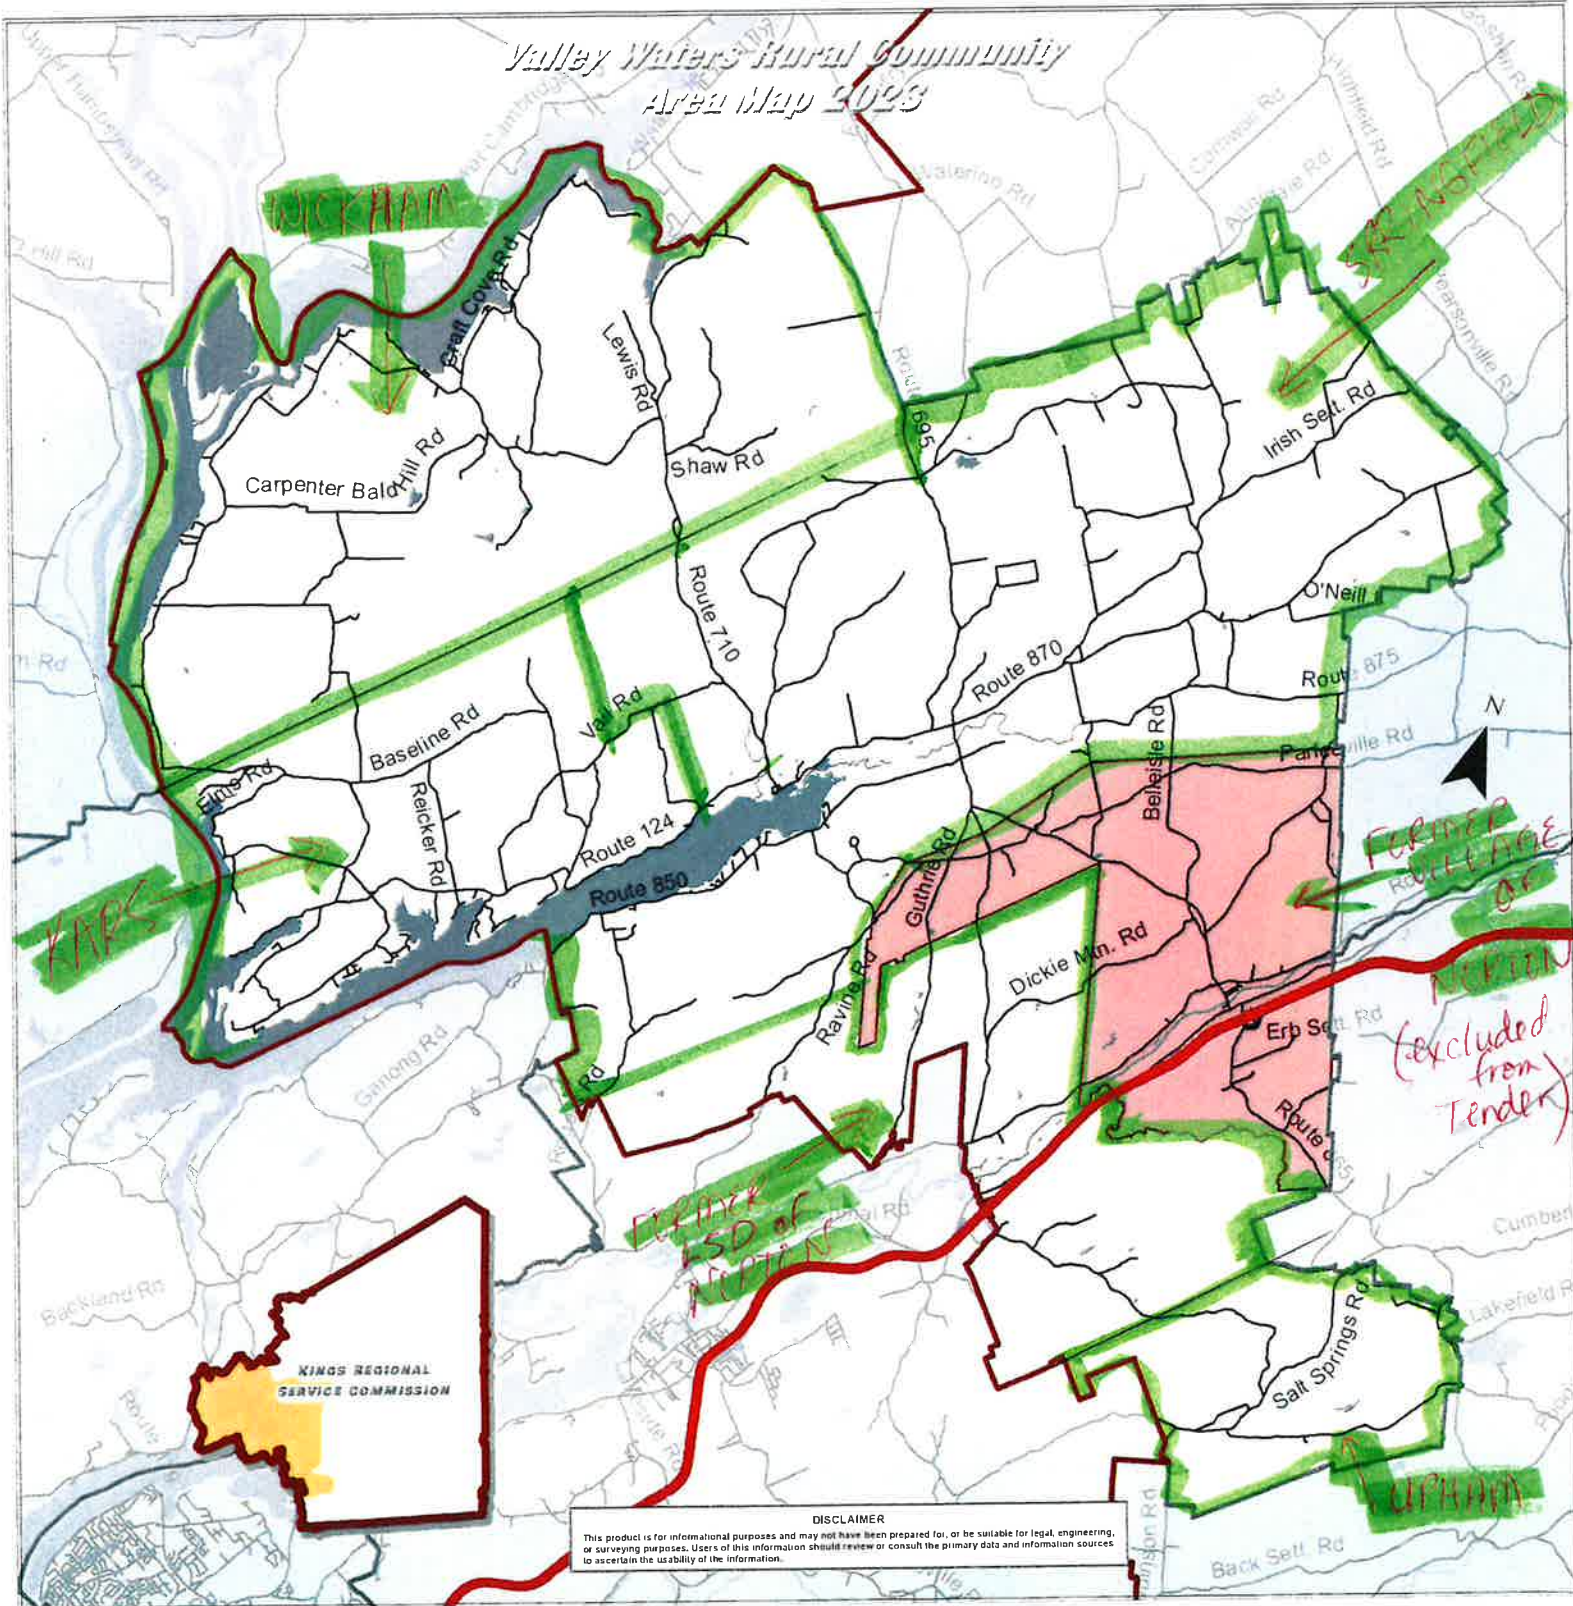 Valley Waters Rural Community
Area Map 2023
Goshen Rd
Cornwall Rd
Waterloo Rd
WICKHAM
SPRINGFIELD
Hill Rd
Craft Cove Rd
Pearsonville Rd
Lewis Rd
Route 695
Irish Sett. Rd
Shaw Rd
Carpenter Bald Hill Rd
Route 710
O'Neill
Route 870
Route 875
Vail Rd
Baseline Rd
Belleisle Rd
N
Elms Rd
Reicker Rd
Route 124
Route 850
Guthrie Rd
KARS
FORMER
VILLAGE
OF
NORTON
(excluded
from
Tender)
Dickie Mtn. Rd
Ravine Rd
Erb Sett. Rd
Ganong Rd
Rd
Route
FORMER
LSD of
NORTON
Backland Rd
Salt Springs Rd
KINGS REGIONAL
SERVICE COMMISSION
Route
UPHAM
Back Sett. Rd
DISCLAIMER
This product is for informational purposes and may not have been prepared for, or be suitable for legal, engineering,
or surveying purposes. Users of this information should review or consult the primary data and information sources
to ascertain the usability of the information.